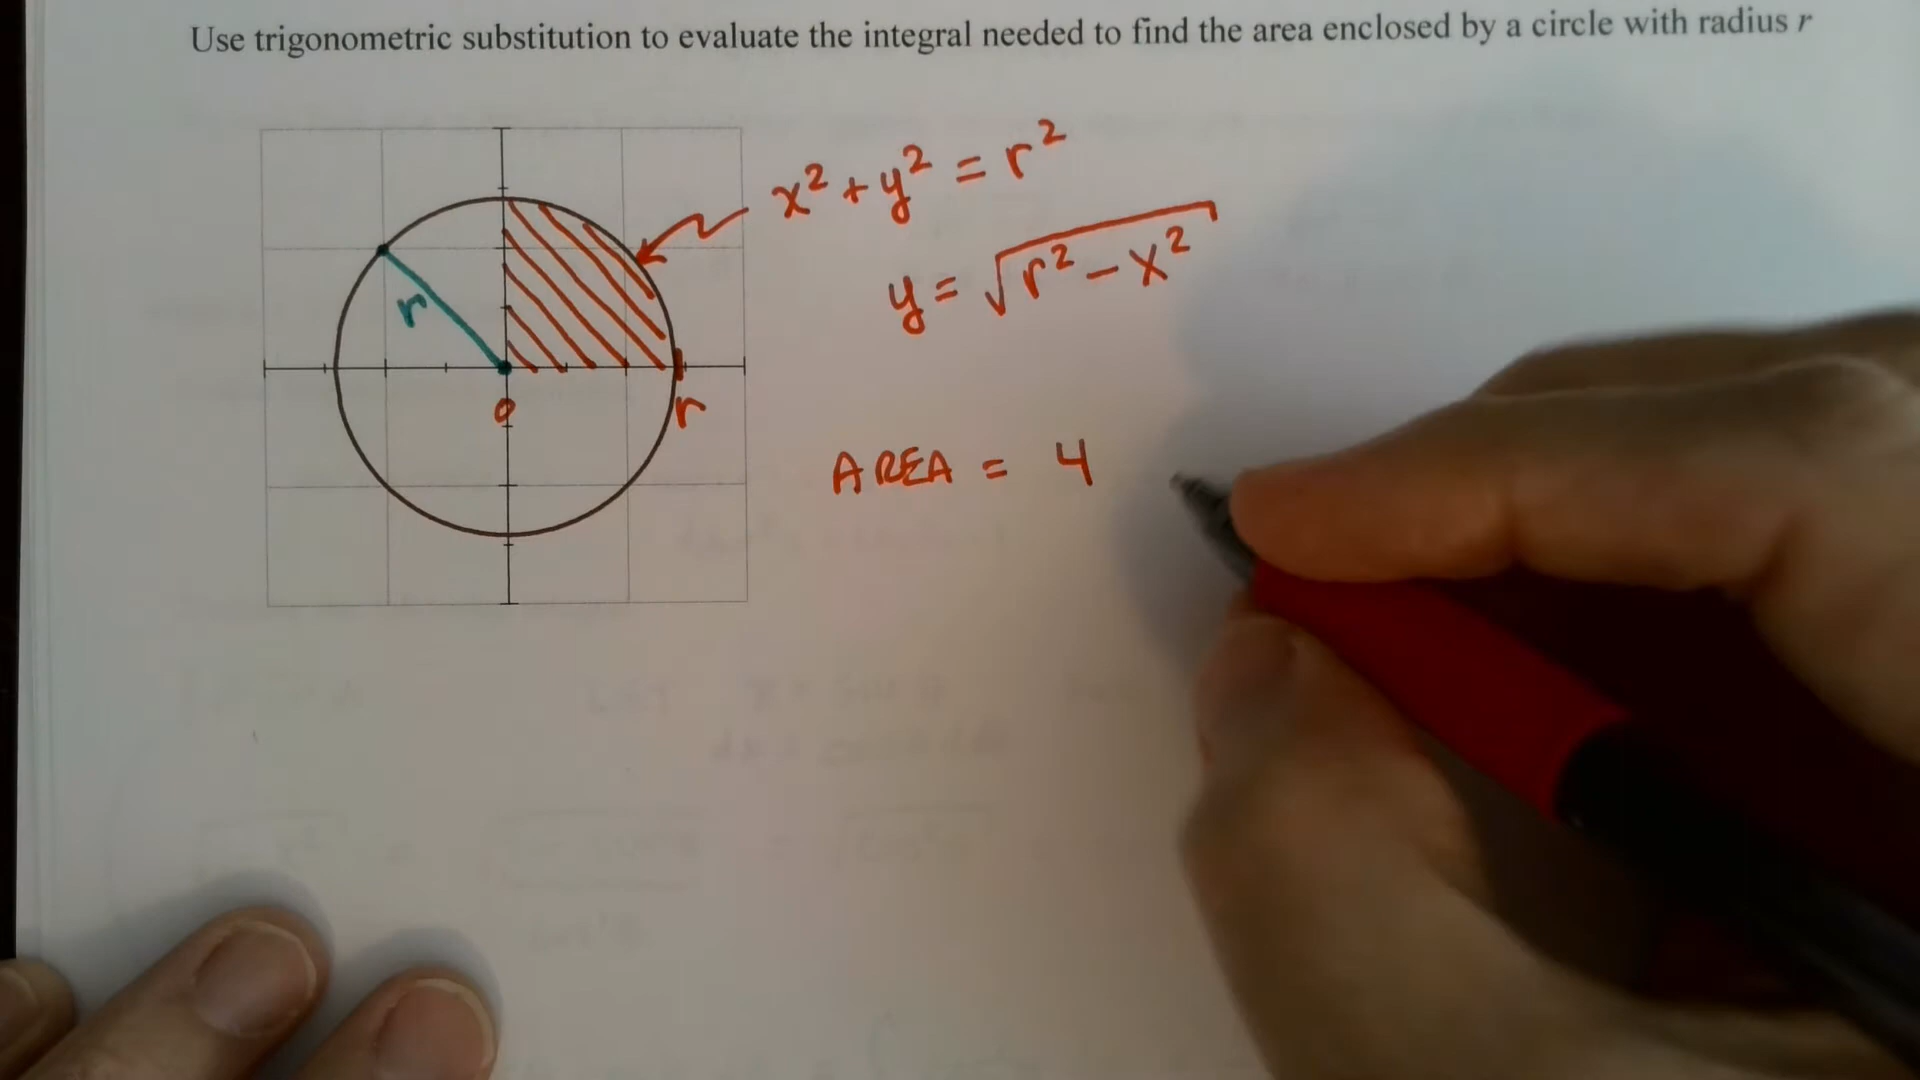 Use trigonometric substitution to evaluate the integral needed to find the area enclosed by a circle with radius r
x² + y² = r²
y = √r² - x²
r
0
r
AREA = 4